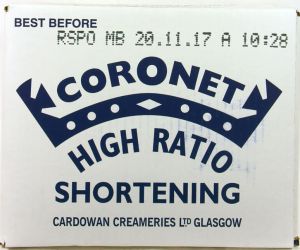 BEST BEFORE
RSPO MB 20.11.17 A 10:28
CORONET
HIGH RATIO
SHORTENING
CARDOWAN CREAMERIES LTD GLASGOW